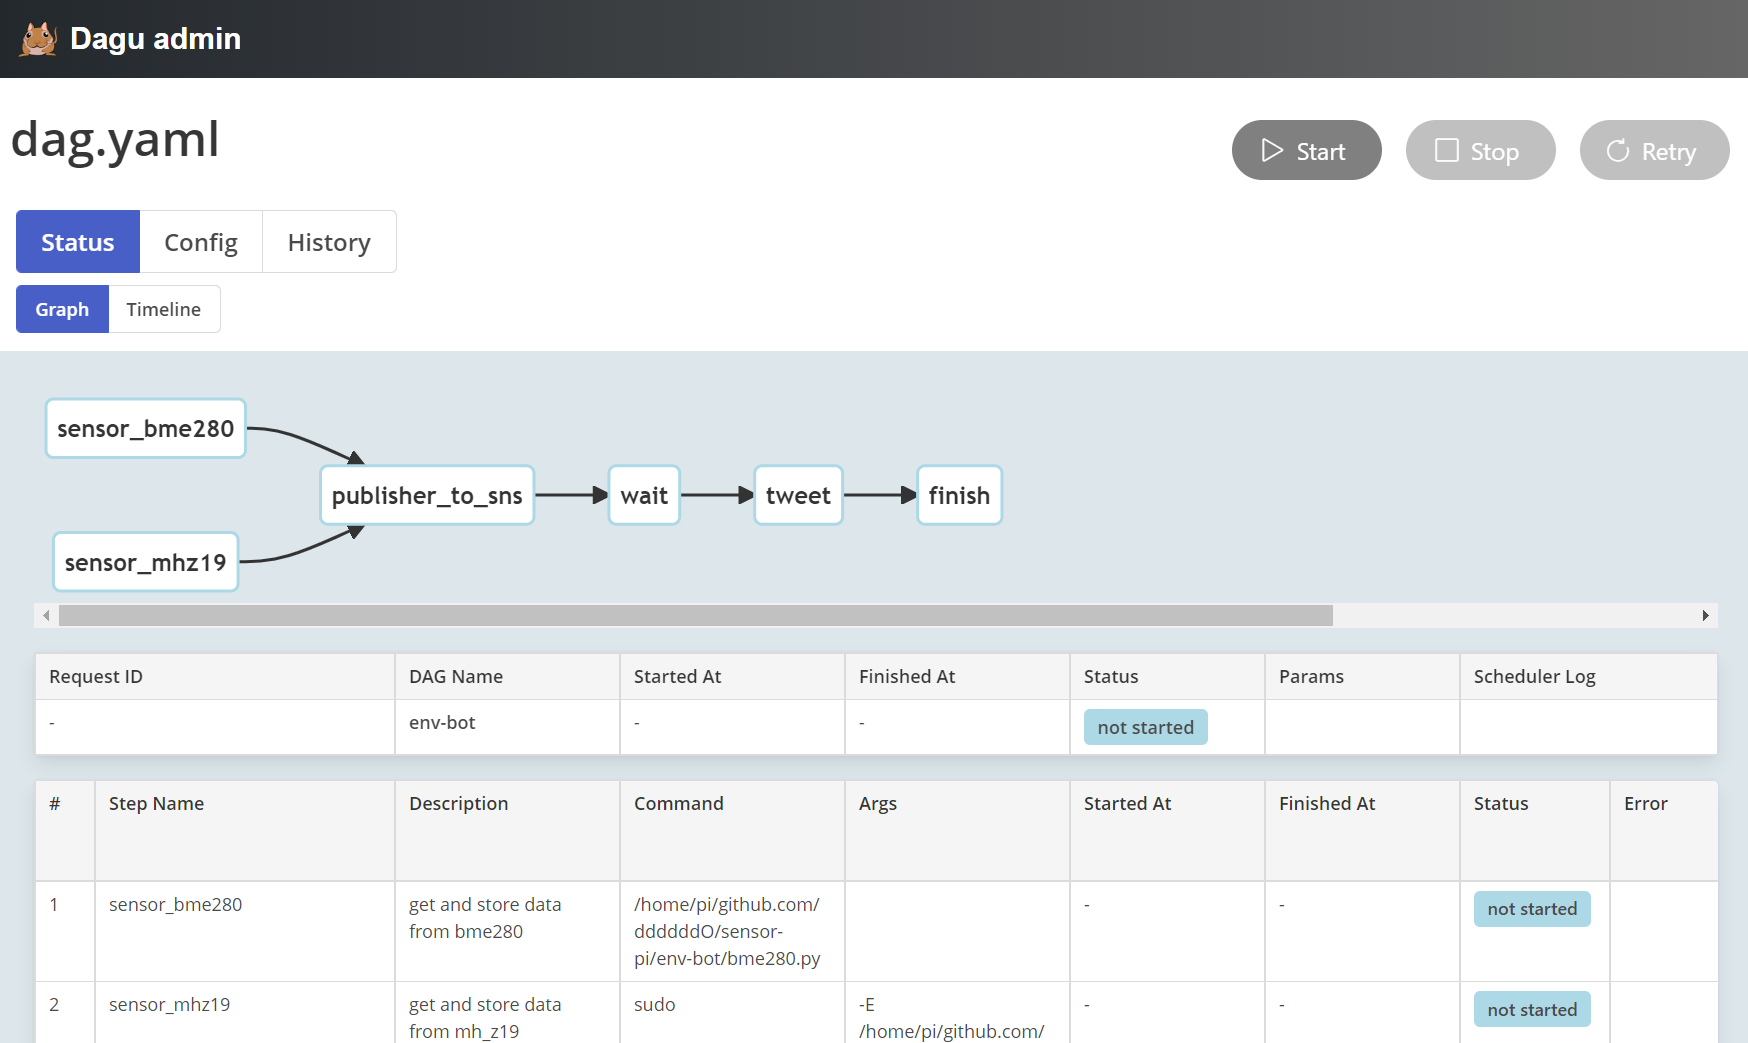 Dagu admin
dag.yaml
Start
Stop
Retry
Status
Config
History
Graph
Timeline
sensor_bme280
publisher_to_sns
wait
tweet
finish
sensor_mhz19
Request ID
DAG Name
Started At
Finished At
Status
Params
Scheduler Log
-
env-bot
-
-
not started
#
Step Name
Description
Command
Args
Started At
Finished At
Status
Error
1
sensor_bme280
get and store data
from bme280
/home/pi/github.com/
ddddddO/sensor-
pi/env-bot/bme280.py
-
-
not started
2
sensor_mhz19
get and store data
from mh_z19
sudo
-E
/home/pi/github.com/
-
-
not started